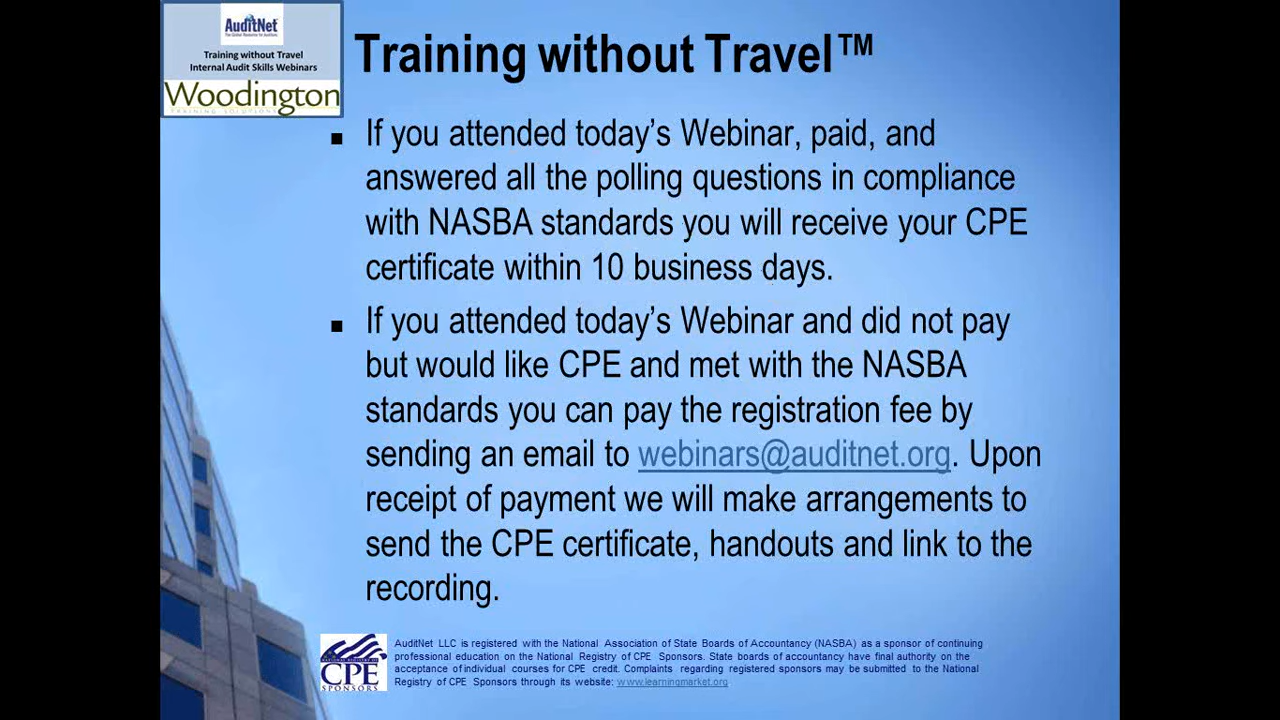 AuditNet
The Global Resource for Auditors
Training without Travel
Internal Audit Skills Webinars
Woodington
TRAINING SOLUTIONS
Training without Travel™
▪ If you attended today’s Webinar, paid, and
answered all the polling questions in compliance
with NASBA standards you will receive your CPE
certificate within 10 business days.
▪ If you attended today’s Webinar and did not pay
but would like CPE and met with the NASBA
standards you can pay the registration fee by
sending an email to webinars@auditnet.org. Upon
receipt of payment we will make arrangements to
send the CPE certificate, handouts and link to the
recording.
CPE
SPONSORS
AuditNet LLC is registered with the National Association of State Boards of Accountancy (NASBA) as a sponsor of continuing
professional education on the National Registry of CPE Sponsors. State boards of accountancy have final authority on the
acceptance of individual courses for CPE credit. Complaints regarding registered sponsors may be submitted to the National
Registry of CPE Sponsors through its website: www.learningmarket.org